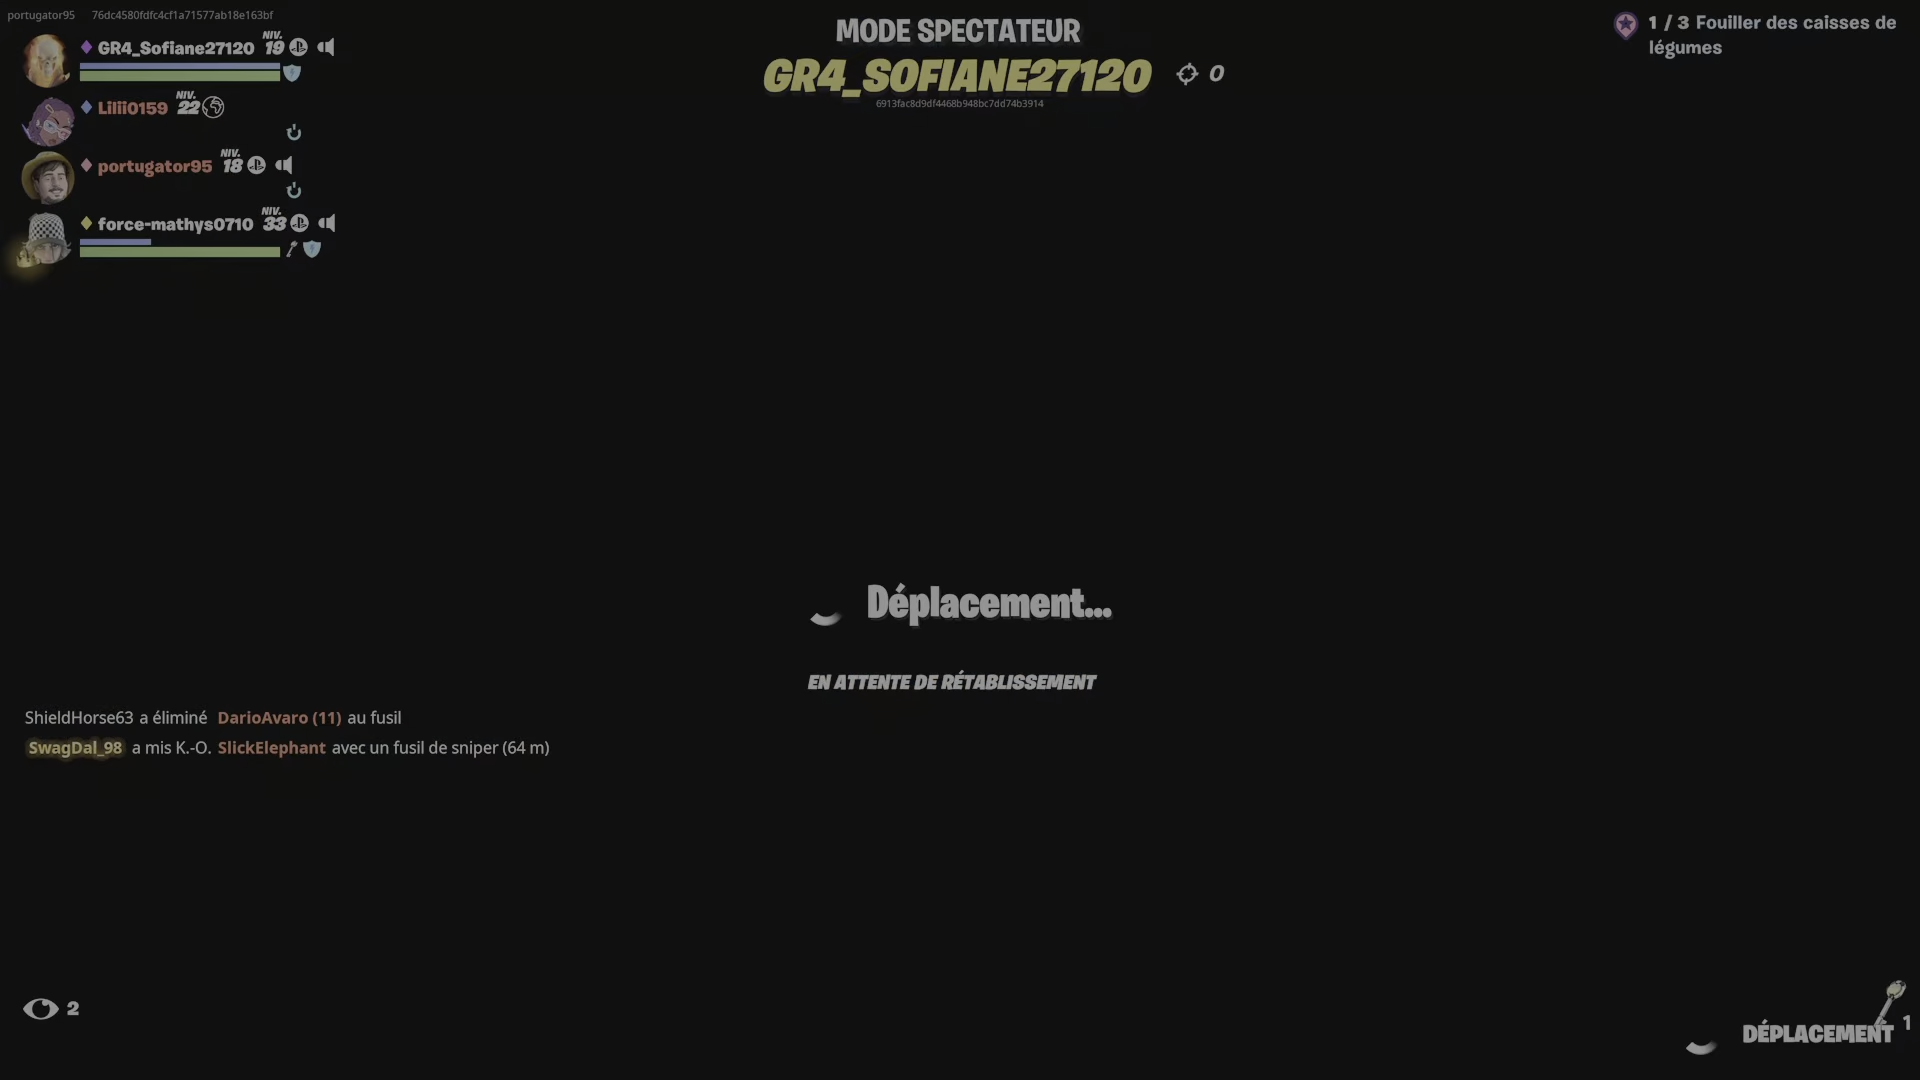 portugator95 76dc4580fdfc4cf1a71577ab18e163bf
GR4_Sofiane27120 NIV. 19
Lilii0159 NIV. 22
portugator95 NIV. 18
force-mathys0710 NIV. 33
MODE SPECTATEUR
GR4_SOFIANE27120 0
6913fac8d9df4468b948bc7dd74b3914
1 / 3 Fouiller des caisses de
légumes
Déplacement...
EN ATTENTE DE RÉTABLISSEMENT
ShieldHorse63 a éliminé DarioAvaro (11) au fusil
SwagDal_98 a mis K.-O. SlickElephant avec un fusil de sniper (64 m)
2
1
DÉPLACEMENT